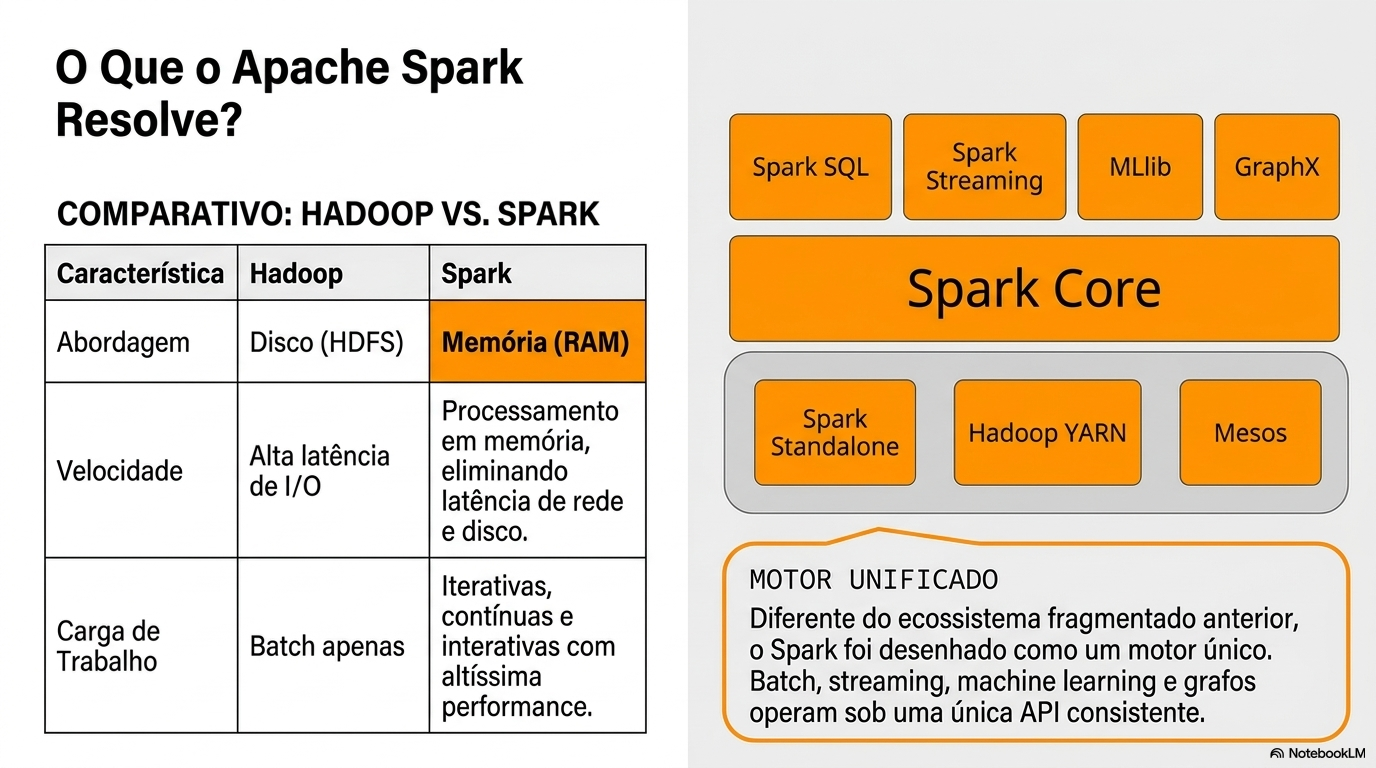 O Que o Apache Spark
Resolve?
COMPARATIVO: HADOOP VS. SPARK
Característica
Hadoop
Spark
Abordagem
Disco (HDFS)
Memória (RAM)
Velocidade
Alta latência
de I/O
Processamento
em memória,
eliminando
latência de rede
e disco.
Carga de
Trabalho
Batch apenas
Iterativas,
contínuas e
interativas com
altíssima
performance.
Spark SQL
Spark
Streaming
MLlib
GraphX
Spark Core
Spark
Standalone
Hadoop YARN
Mesos
MOTOR UNIFICADO
Diferente do ecossistema fragmentado anterior,
o Spark foi desenhado como um motor único.
Batch, streaming, machine learning e grafos
operam sob uma única API consistente.
NotebookLM